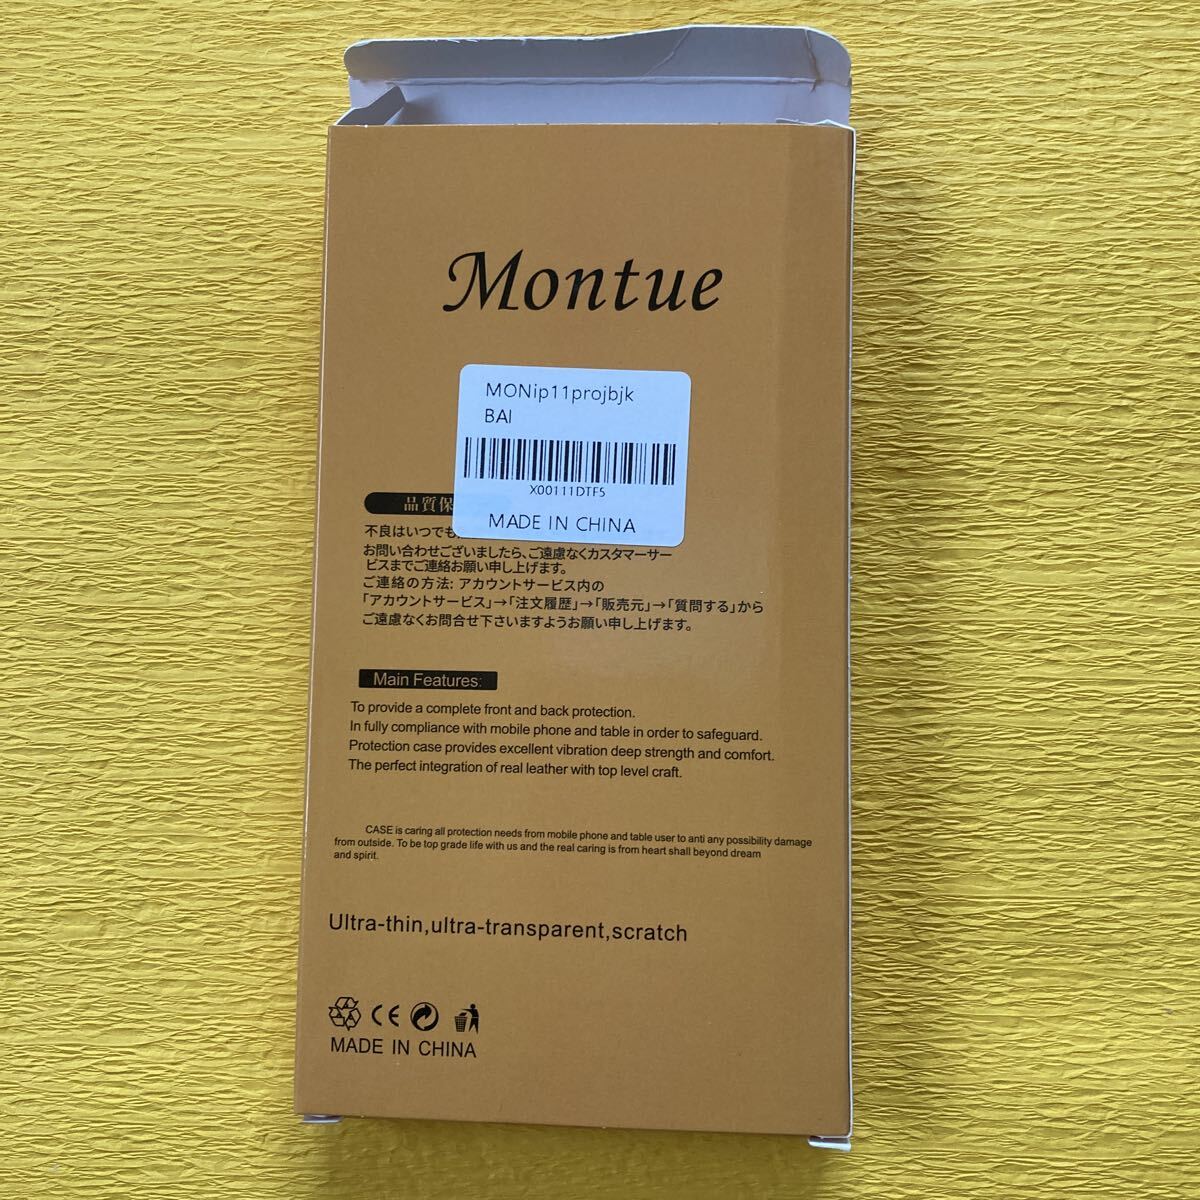 Montue
MONip11projbjk
BAI
X00111DTF5
MADE IN CHINA
品質保
不良はいつでも
お問い合わせございましたら、ご遠慮なくカスタマーサー
ビスまでご連絡お願い申し上げます。
ご連絡の方法: アカウントサービス内の
「アカウントサービス」→「注文履歴」→「販売元」→「質問する」から
ご遠慮なくお問合せ下さいますようお願い申し上げます。
Main Features:
To provide a complete front and back protection.
In fully compliance with mobile phone and table in order to safeguard.
Protection case provides excellent vibration deep strength and comfort.
The perfect integration of real leather with top level craft.
CASE is caring all protection needs from mobile phone and table user to anti any possibility damage
from outside. To be top grade life with us and the real caring is from heart shall beyond dream
and spirit.
Ultra-thin,ultra-transparent,scratch
CE
MADE IN CHINA